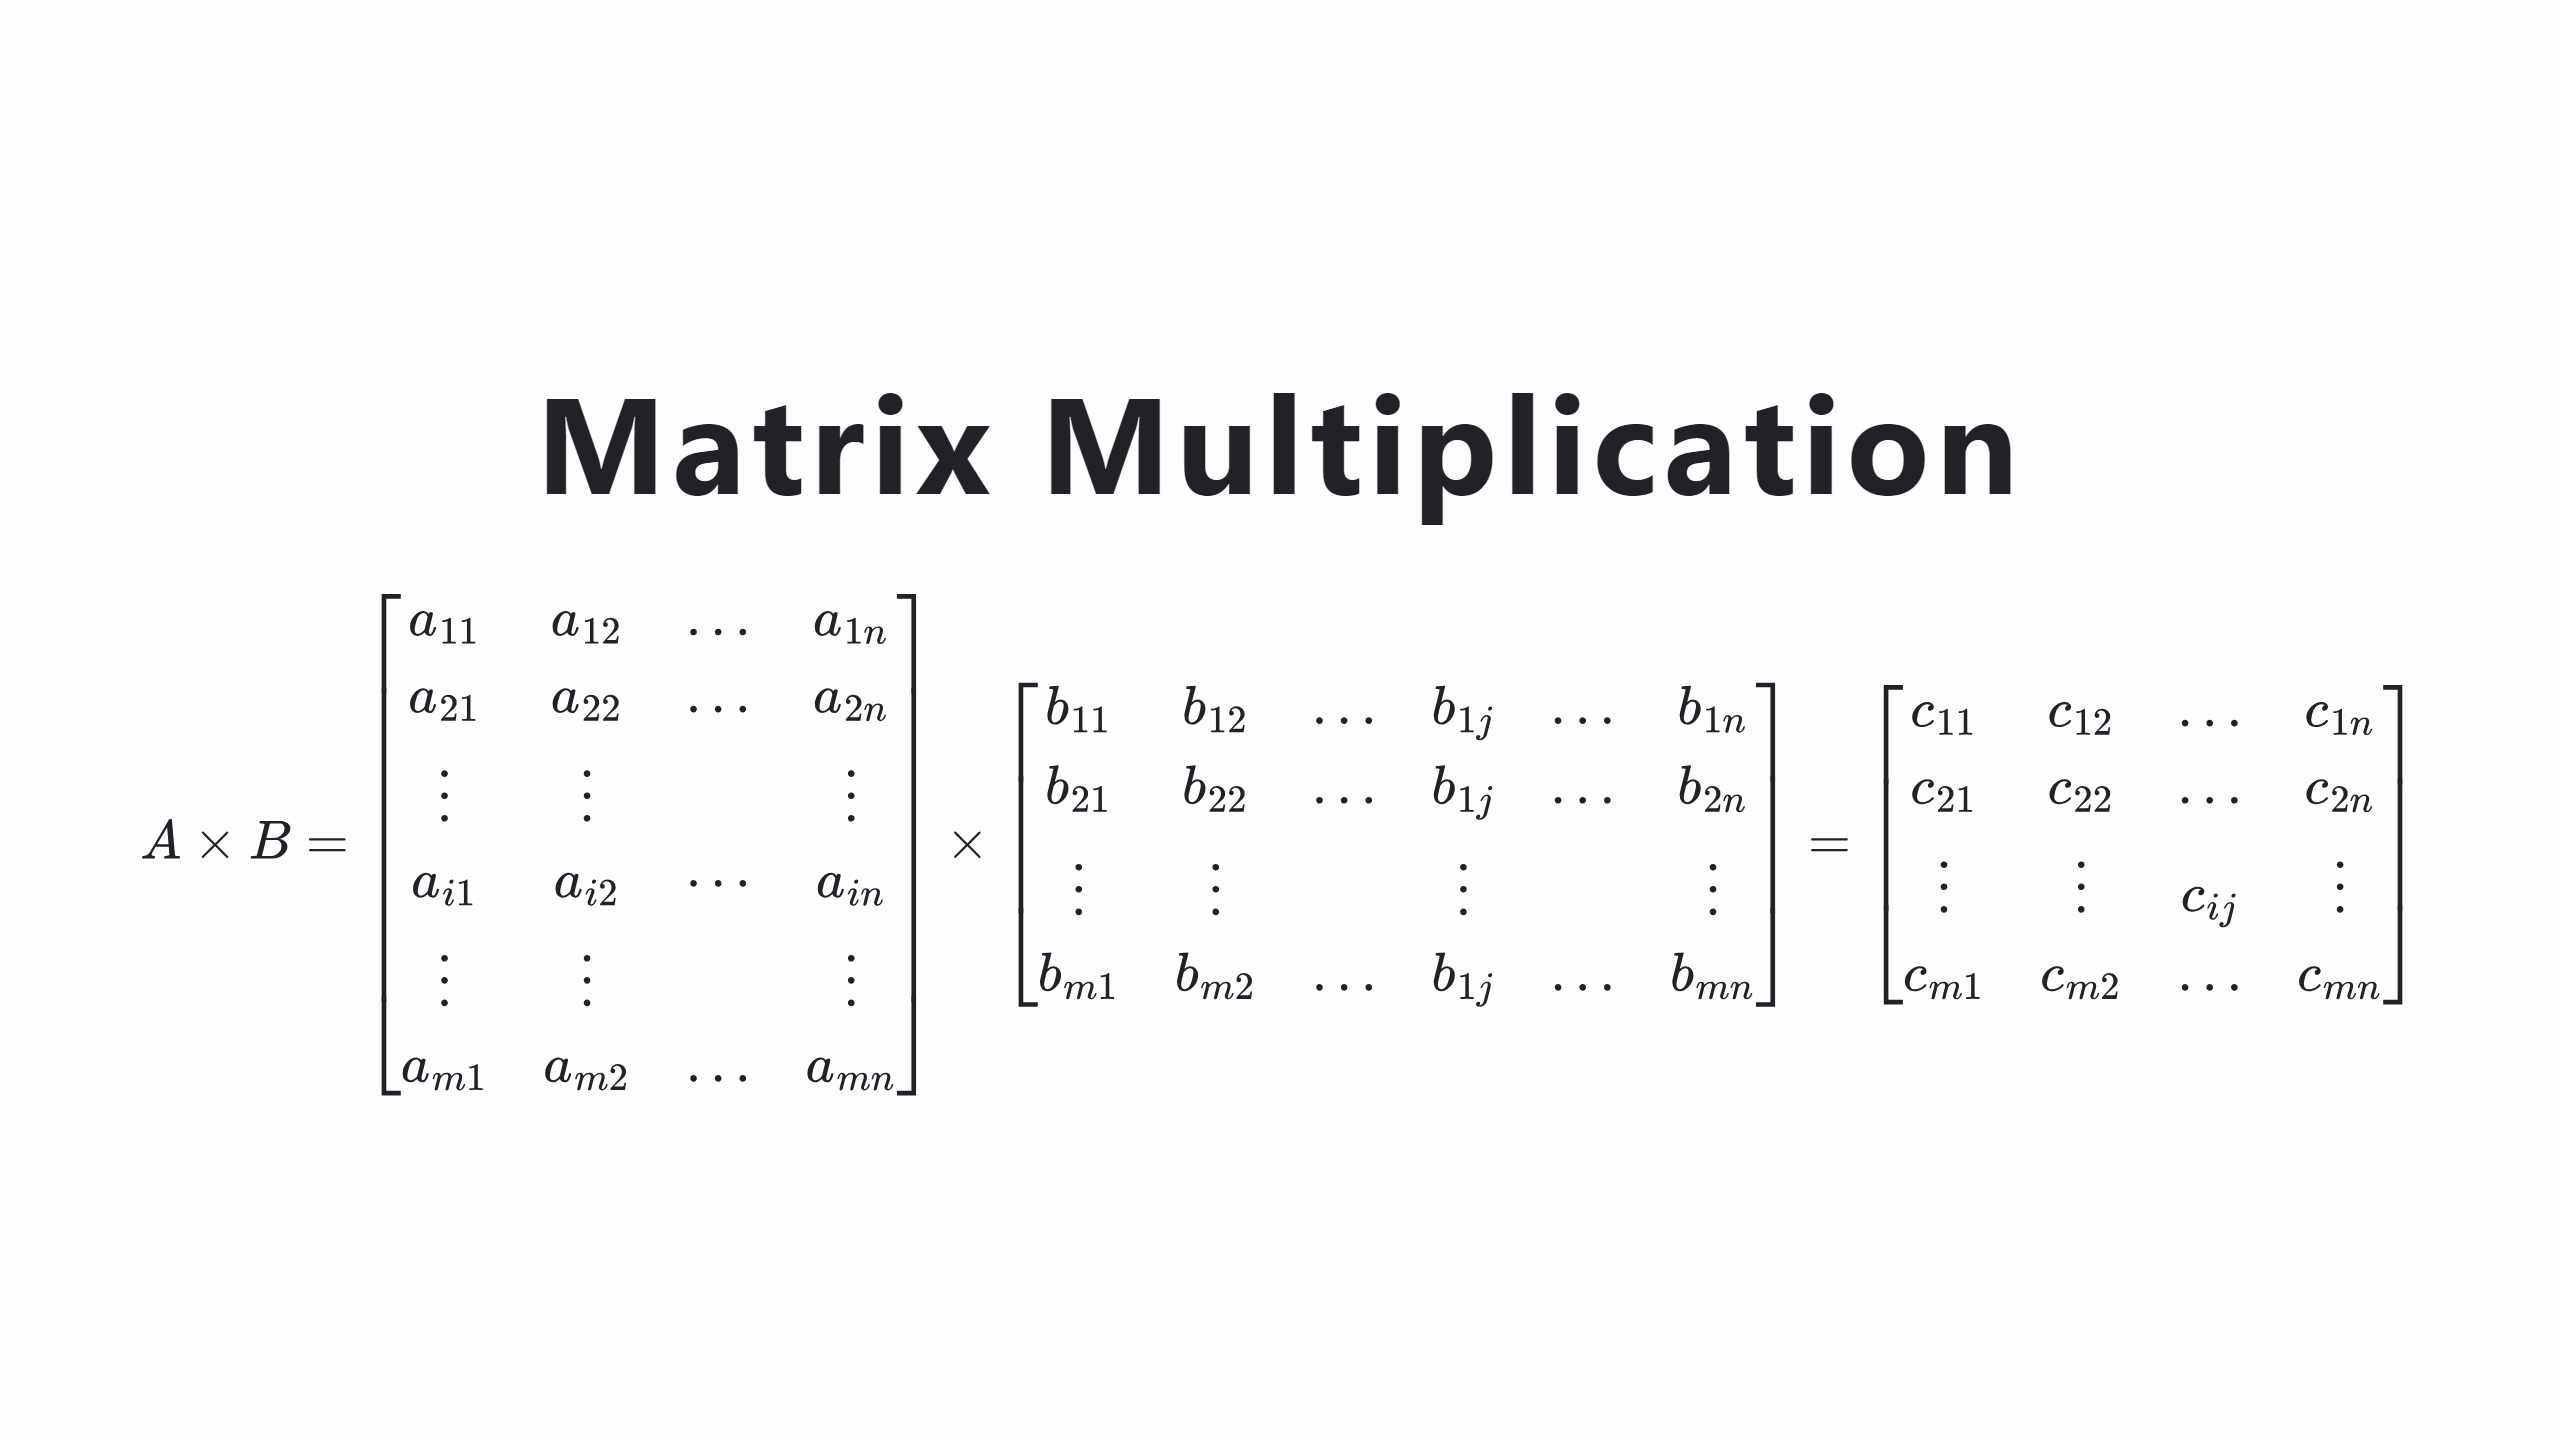 Matrix Multiplication
A × B = [a₁₁ a₁₂ … a₁ₙ; a₂₁ a₂₂ … a₂ₙ; ⋮ ⋮ ⋮; aᵢ₁ aᵢ₂ ⋯ aᵢₙ; ⋮ ⋮ ⋮; aₘ₁ aₘ₂ … aₘₙ] × [b₁₁ b₁₂ … b₁ⱼ … b₁ₙ; b₂₁ b₂₂ … b₁ⱼ … b₂ₙ; ⋮ ⋮ ⋮ ⋮; bₘ₁ bₘ₂ … b₁ⱼ … bₘₙ] = [c₁₁ c₁₂ … c₁ₙ; c₂₁ c₂₂ … c₂ₙ; ⋮ ⋮ cᵢⱼ ⋮; cₘ₁ cₘ₂ … cₘₙ]